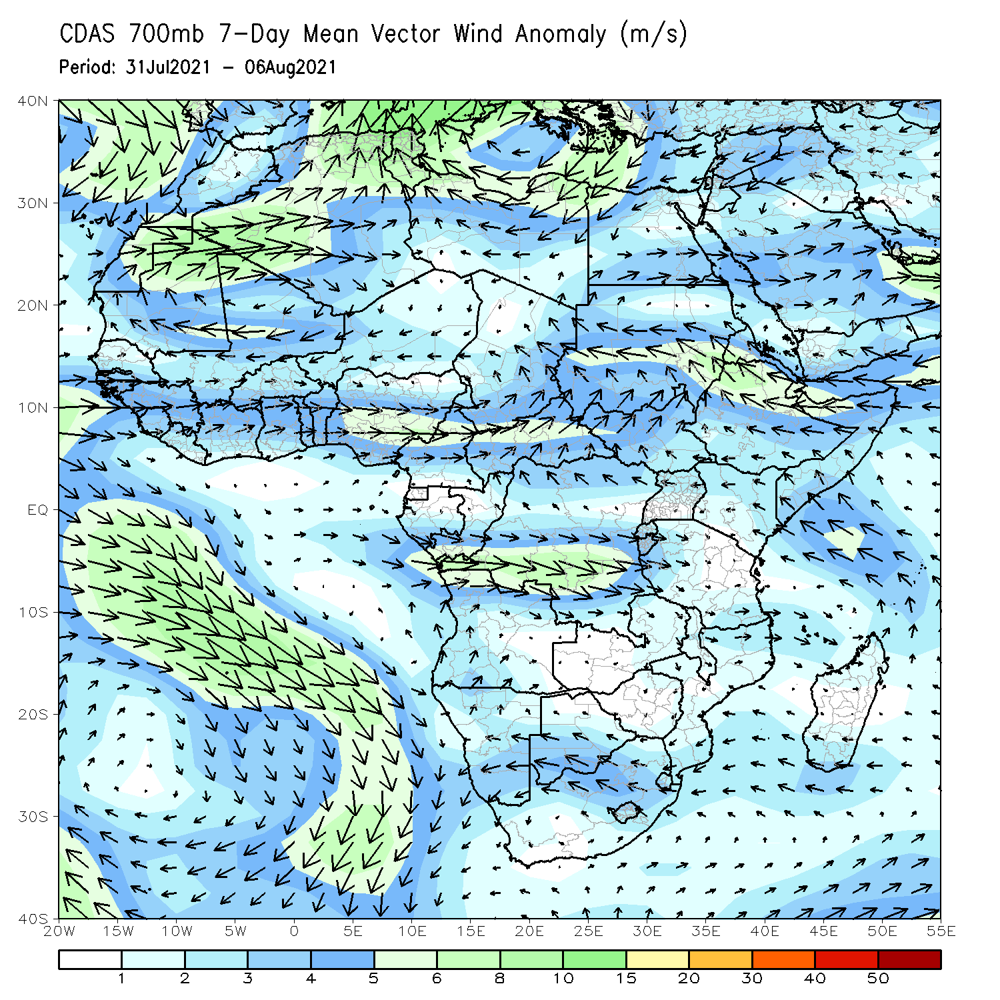 CDAS 700mb 7-Day Mean Vector Wind Anomaly (m/s)
Period: 31Jul2021 - 06Aug2021
40N
30N
20N
10N
EQ
10S
20S
30S
40S
20W 15W 10W 5W 0 5E 10E 15E 20E 25E 30E 35E 40E 45E 50E 55E
1 2 3 4 5 6 8 10 15 20 30 40 50